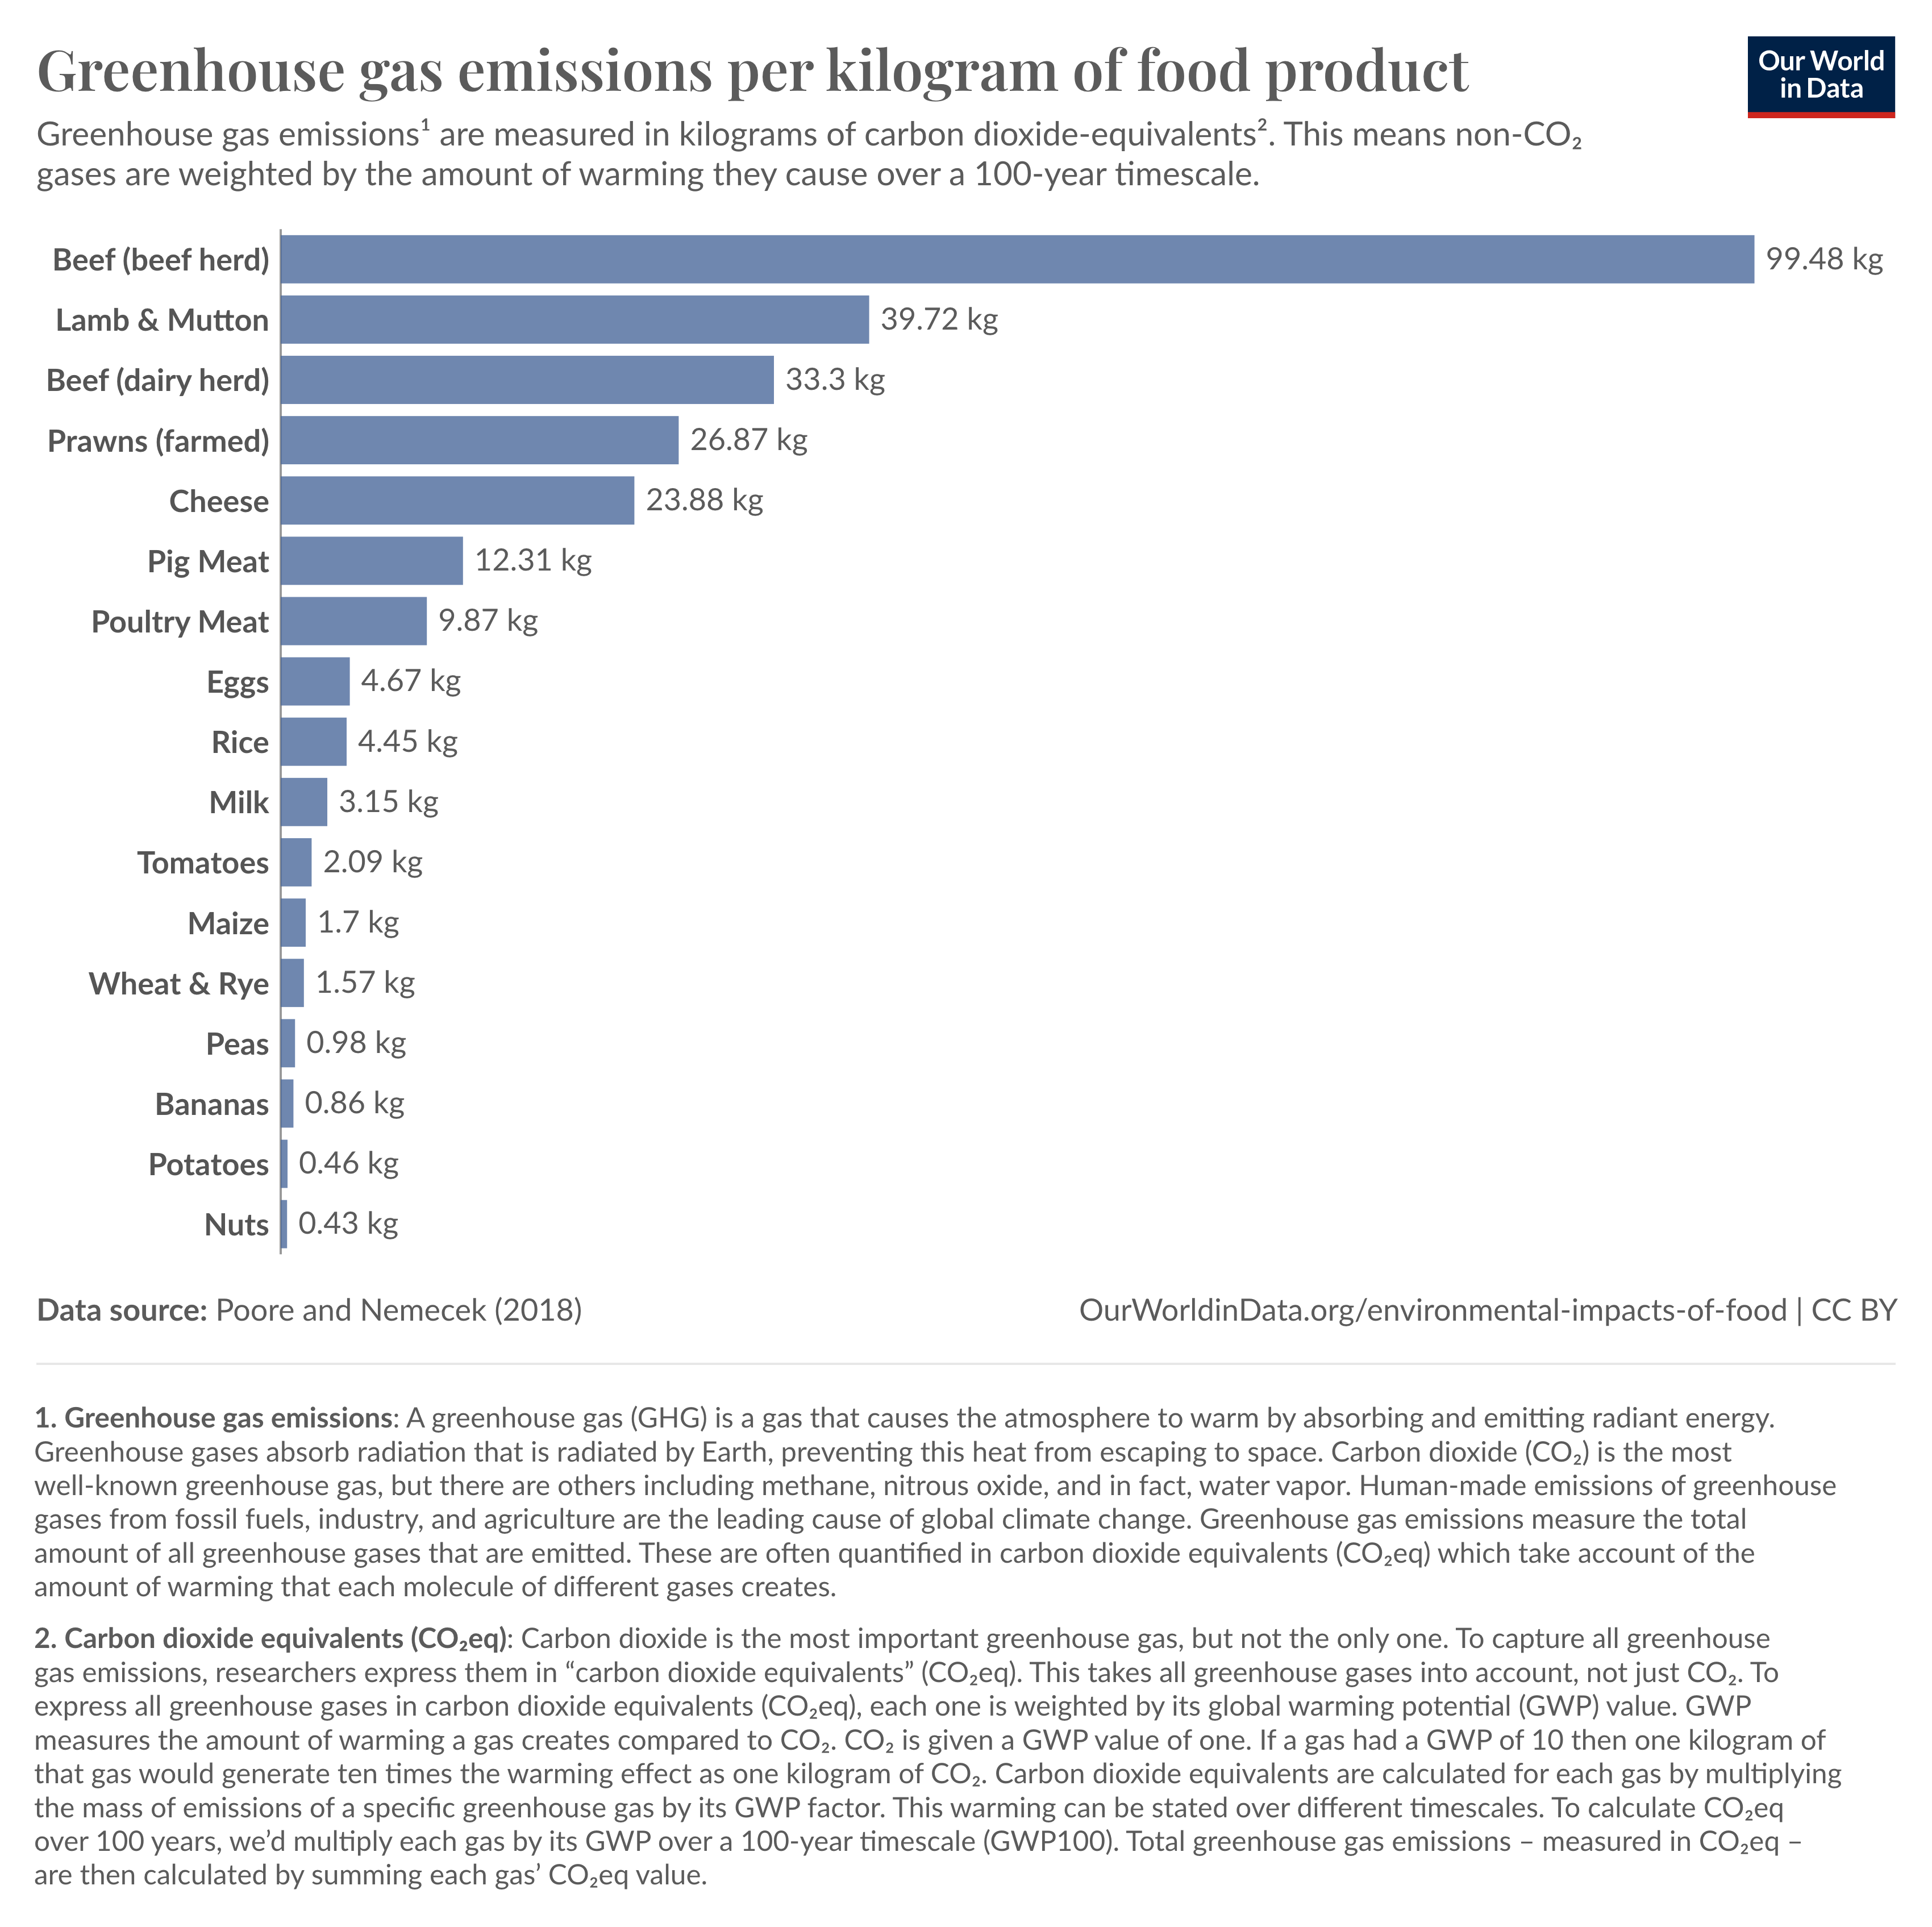 Greenhouse gas emissions per kilogram of food product
Our World
in Data
Greenhouse gas emissions¹ are measured in kilograms of carbon dioxide-equivalents². This means non-CO₂
gases are weighted by the amount of warming they cause over a 100-year timescale.
Beef (beef herd) 99.48 kg
Lamb & Mutton 39.72 kg
Beef (dairy herd) 33.3 kg
Prawns (farmed) 26.87 kg
Cheese 23.88 kg
Pig Meat 12.31 kg
Poultry Meat 9.87 kg
Eggs 4.67 kg
Rice 4.45 kg
Milk 3.15 kg
Tomatoes 2.09 kg
Maize 1.7 kg
Wheat & Rye 1.57 kg
Peas 0.98 kg
Bananas 0.86 kg
Potatoes 0.46 kg
Nuts 0.43 kg
Data source: Poore and Nemecek (2018)
OurWorldinData.org/environmental-impacts-of-food | CC BY
1. Greenhouse gas emissions: A greenhouse gas (GHG) is a gas that causes the atmosphere to warm by absorbing and emitting radiant energy.
Greenhouse gases absorb radiation that is radiated by Earth, preventing this heat from escaping to space. Carbon dioxide (CO₂) is the most
well-known greenhouse gas, but there are others including methane, nitrous oxide, and in fact, water vapor. Human-made emissions of greenhouse
gases from fossil fuels, industry, and agriculture are the leading cause of global climate change. Greenhouse gas emissions measure the total
amount of all greenhouse gases that are emitted. These are often quantified in carbon dioxide equivalents (CO₂eq) which take account of the
amount of warming that each molecule of different gases creates.
2. Carbon dioxide equivalents (CO₂eq): Carbon dioxide is the most important greenhouse gas, but not the only one. To capture all greenhouse
gas emissions, researchers express them in “carbon dioxide equivalents” (CO₂eq). This takes all greenhouse gases into account, not just CO₂. To
express all greenhouse gases in carbon dioxide equivalents (CO₂eq), each one is weighted by its global warming potential (GWP) value. GWP
measures the amount of warming a gas creates compared to CO₂. CO₂ is given a GWP value of one. If a gas had a GWP of 10 then one kilogram of
that gas would generate ten times the warming effect as one kilogram of CO₂. Carbon dioxide equivalents are calculated for each gas by multiplying
the mass of emissions of a specific greenhouse gas by its GWP factor. This warming can be stated over different timescales. To calculate CO₂eq
over 100 years, we’d multiply each gas by its GWP over a 100-year timescale (GWP100). Total greenhouse gas emissions – measured in CO₂eq –
are then calculated by summing each gas’ CO₂eq value.